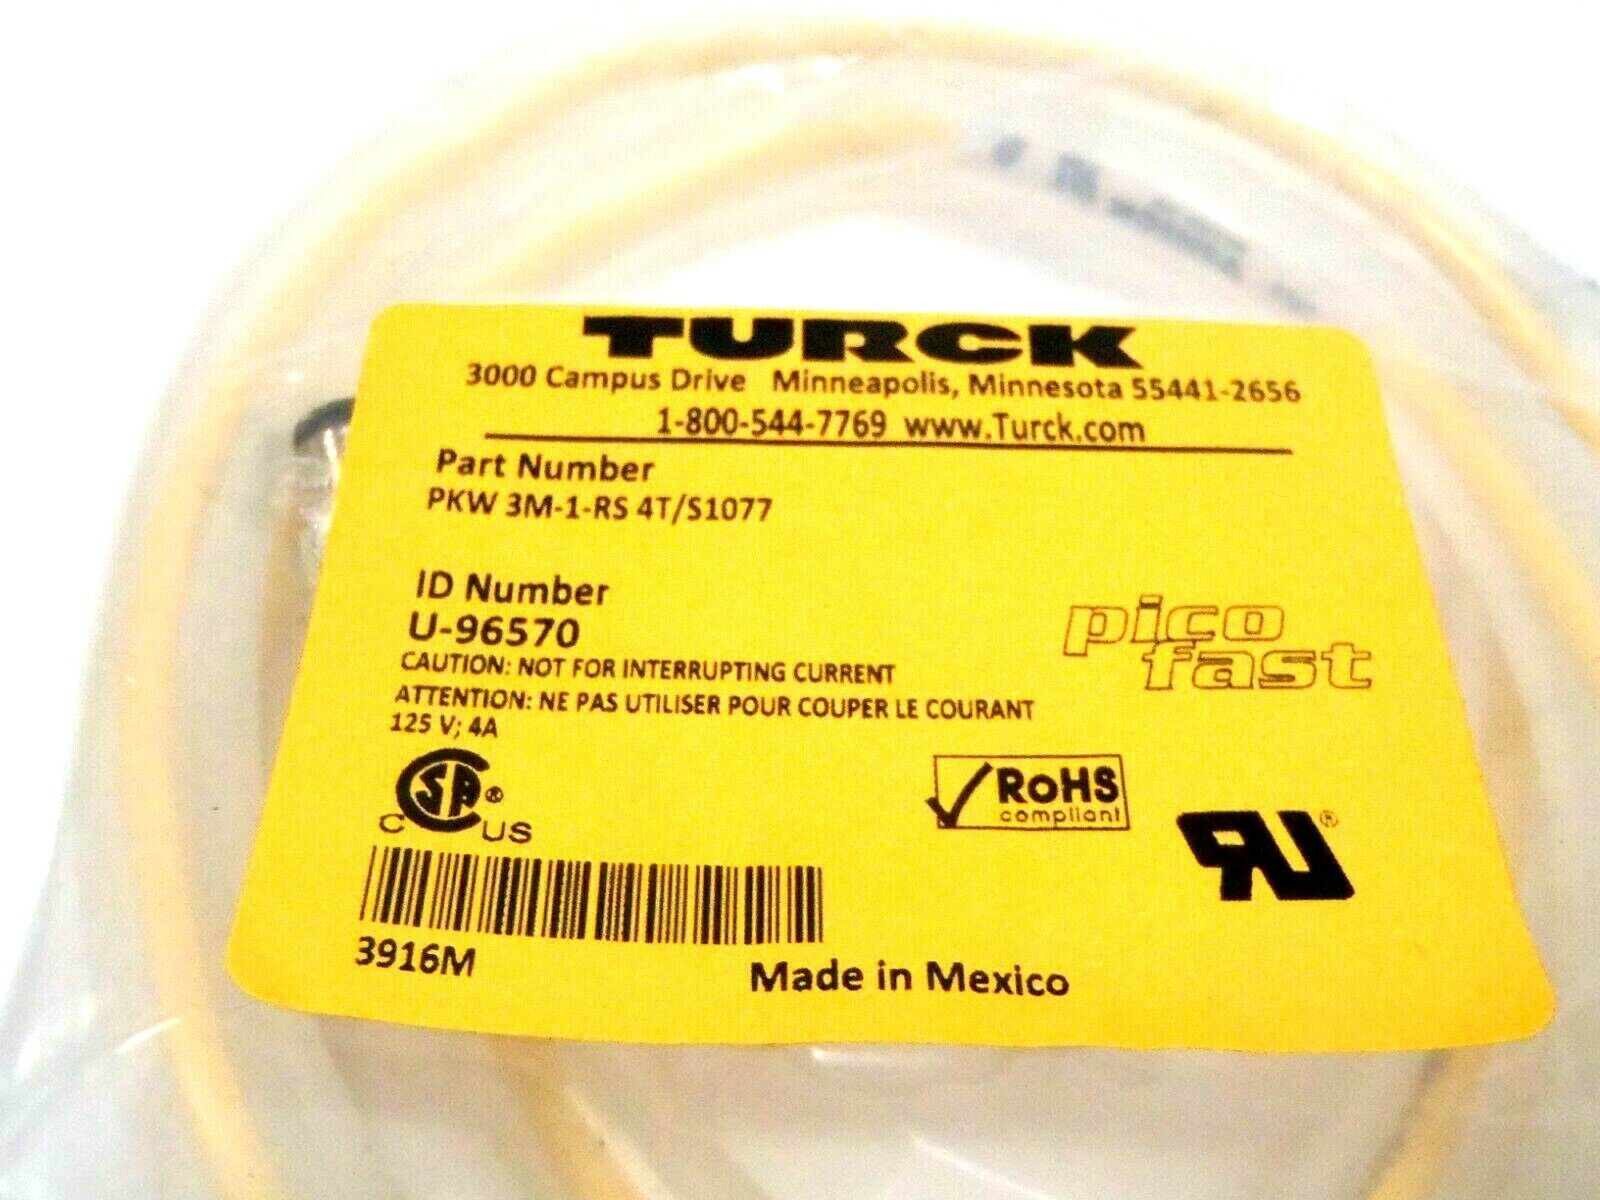 TURCK
3000 Campus Drive Minneapolis, Minnesota 55441-2656
1-800-544-7769 www.Turck.com
Part Number
PKW 3M-1-RS 4T/S1077
ID Number
U-96570
pico
fast
CAUTION: NOT FOR INTERRUPTING CURRENT
ATTENTION: NE PAS UTILISER POUR COUPER LE COURANT
125 V; 4A
C SA ® US
RoHS
compliant
RU ®
3916M
Made in Mexico